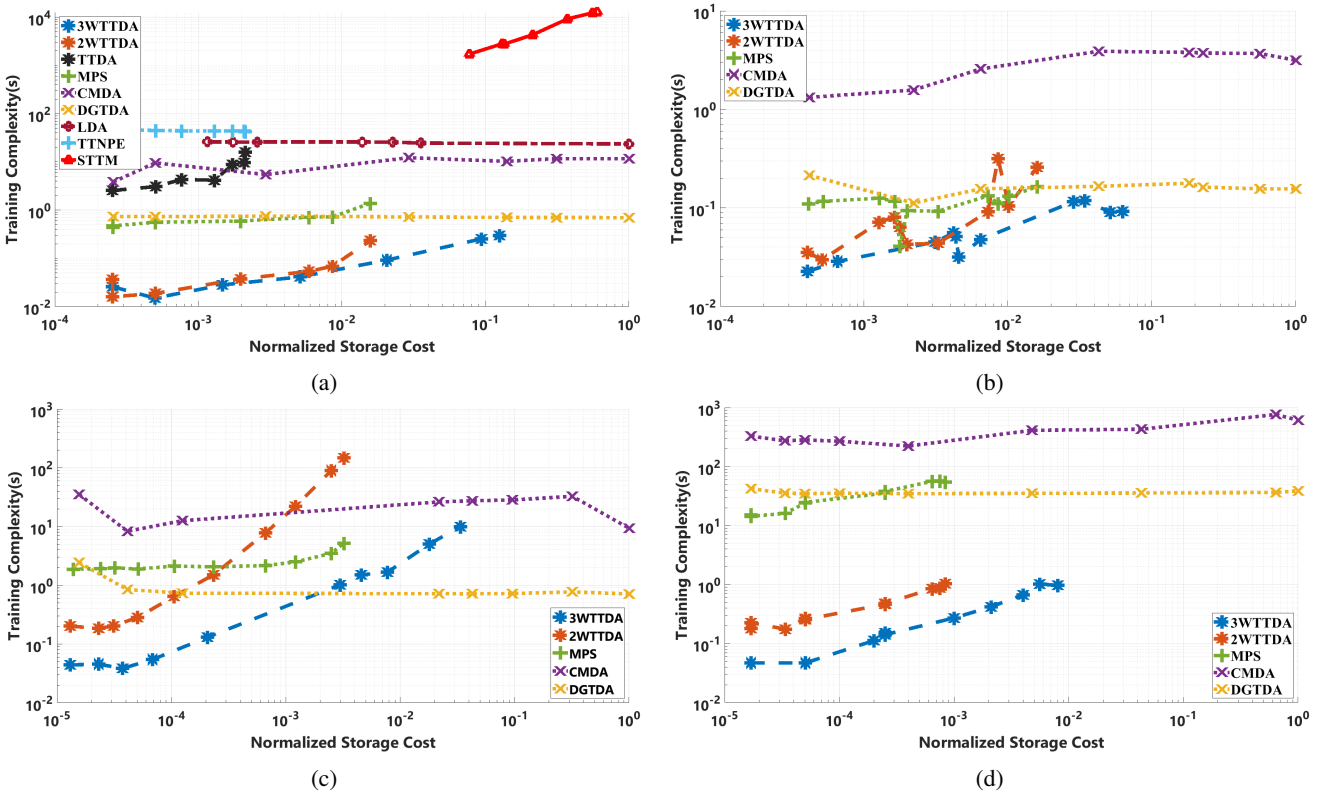 10^4
10^2
10^0
10^-2
Training Complexity(s)
3WTTDA
2WTTDA
TTDA
MPS
CMDA
DGTDA
LDA
TTNPE
STTM
10^-4
10^-3
10^-2
10^-1
10^0
Normalized Storage Cost
(a)
10^1
10^0
10^-1
10^-2
Training Complexity(s)
3WTTDA
2WTTDA
MPS
CMDA
DGTDA
10^-4
10^-3
10^-2
10^-1
10^0
Normalized Storage Cost
(b)
10^3
10^2
10^1
10^0
10^-1
10^-2
Training Complexity(s)
3WTTDA
2WTTDA
MPS
CMDA
DGTDA
10^-5
10^-4
10^-3
10^-2
10^-1
10^0
Normalized Storage Cost
(c)
10^3
10^2
10^1
10^0
10^-1
10^-2
Training Complexity(s)
3WTTDA
2WTTDA
MPS
CMDA
DGTDA
10^-5
10^-4
10^-3
10^-2
10^-1
10^0
Normalized Storage Cost
(d)